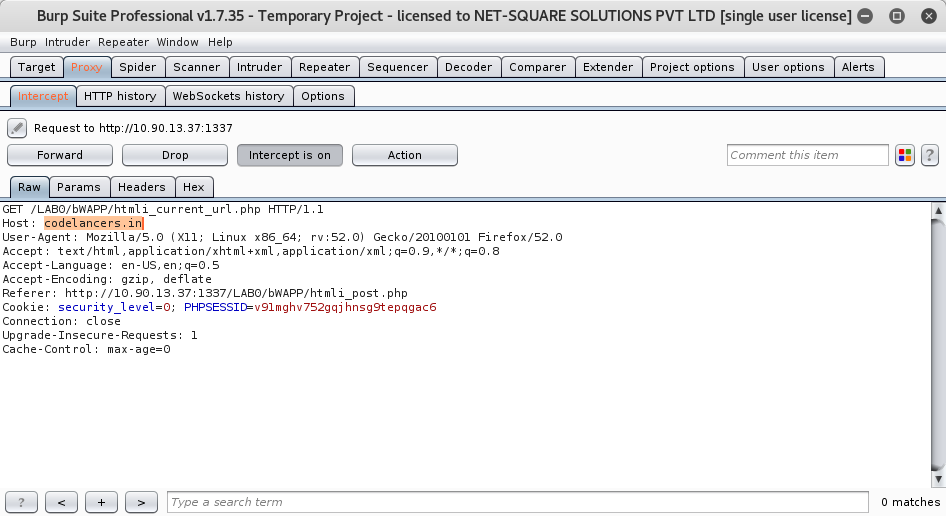 Burp Suite Professional v1.7.35 - Temporary Project - licensed to NET-SQUARE SOLUTIONS PVT LTD [single user license]
Burp Intruder Repeater Window Help
Target Proxy Spider Scanner Intruder Repeater Sequencer Decoder Comparer Extender Project options User options Alerts
Intercept HTTP history WebSockets history Options
Request to http://10.90.13.37:1337
Forward Drop Intercept is on Action Comment this item ?
Raw Params Headers Hex
GET /LAB0/bWAPP/htmli_current_url.php HTTP/1.1
Host: codelancers.in
User-Agent: Mozilla/5.0 (X11; Linux x86_64; rv:52.0) Gecko/20100101 Firefox/52.0
Accept: text/html,application/xhtml+xml,application/xml;q=0.9,*/*;q=0.8
Accept-Language: en-US,en;q=0.5
Accept-Encoding: gzip, deflate
Referer: http://10.90.13.37:1337/LAB0/bWAPP/htmli_post.php
Cookie: security_level=0; PHPSESSID=v91mghv752gqjhnsg9tepqgac6
Connection: close
Upgrade-Insecure-Requests: 1
Cache-Control: max-age=0
? < + > Type a search term 0 matches